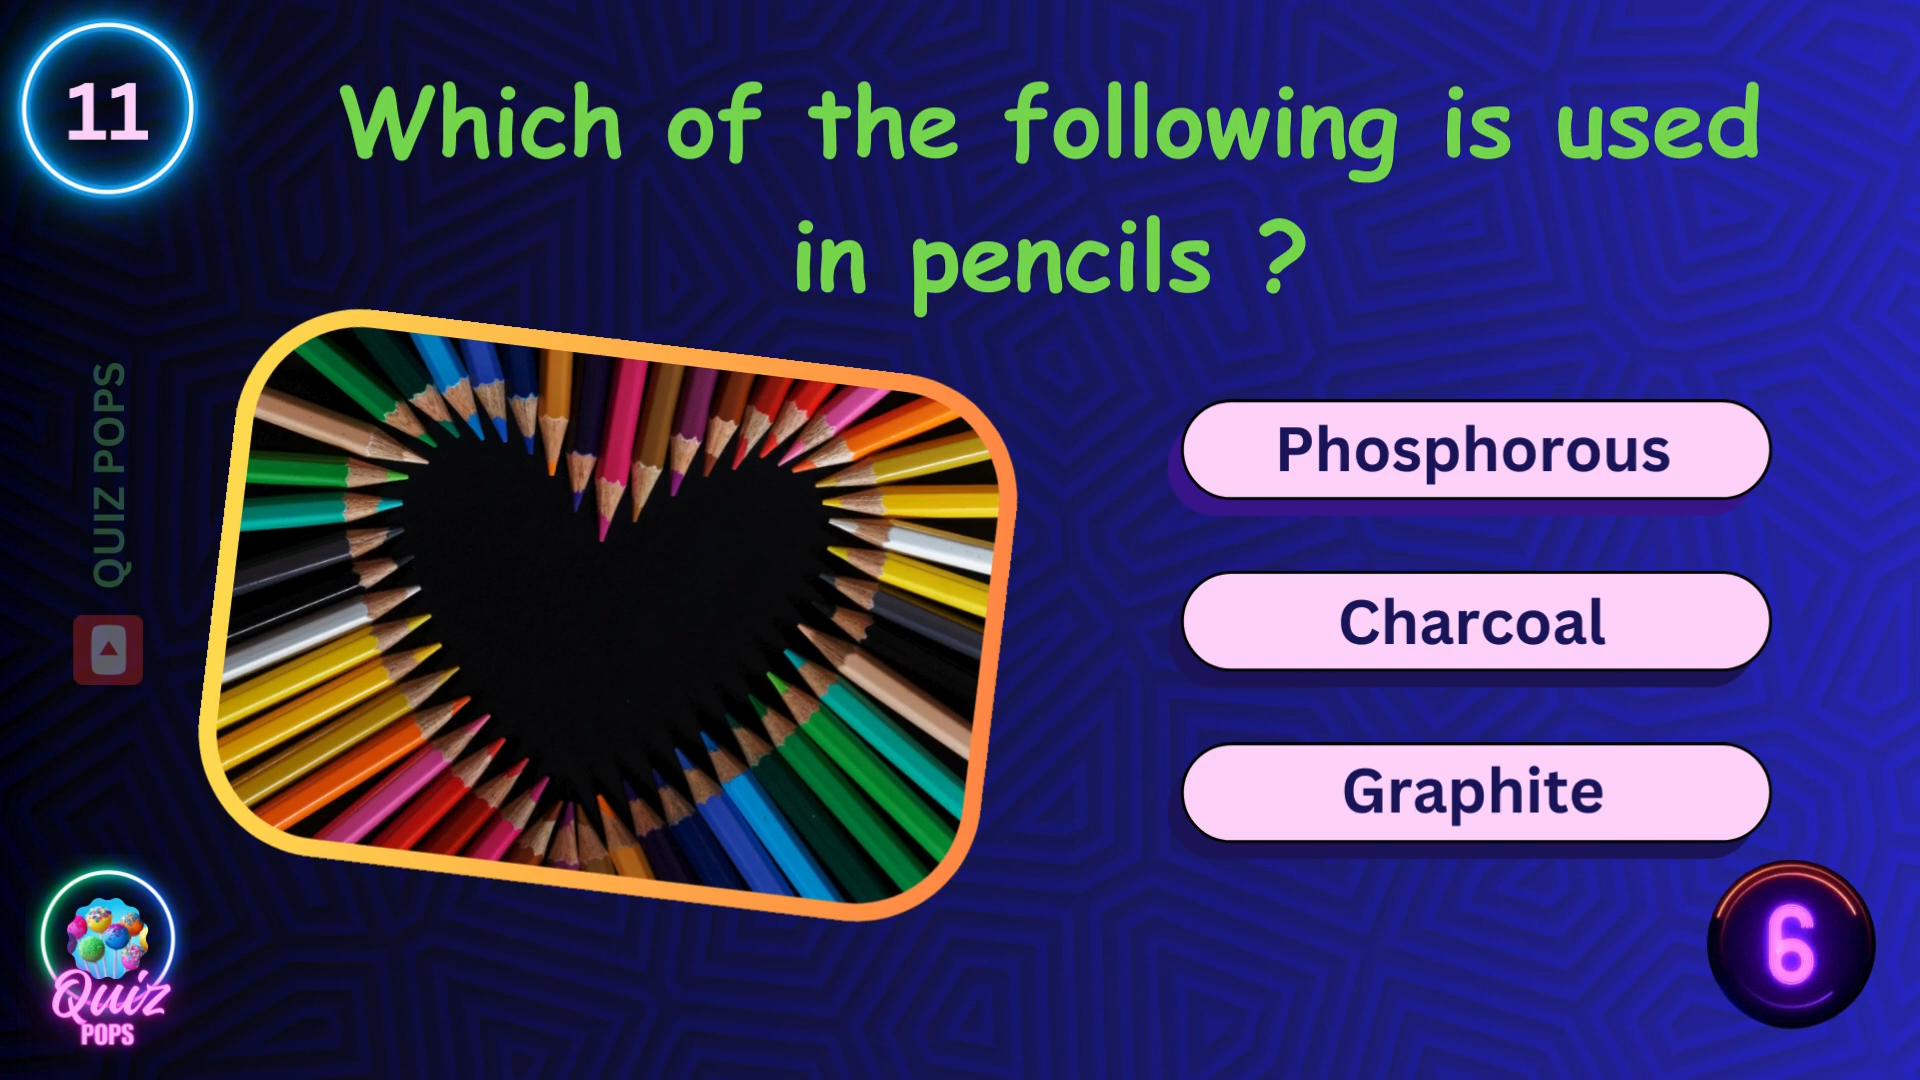 11
Which of the following is used
in pencils ?
QUIZ POPS
Phosphorous
Charcoal
Graphite
6
Quiz
POPS